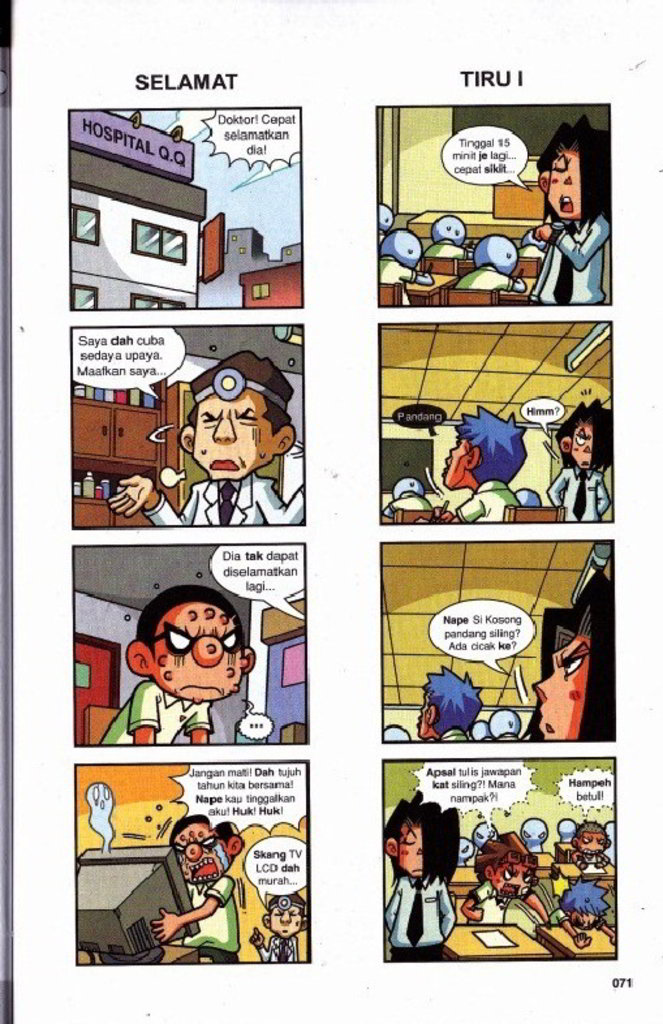 SELAMAT
HOSPITAL Q.Q
Doktor! Cepat
selamatkan
dia!
Saya dah cuba
sedaya upaya.
Maafkan saya...
Dia tak dapat
diselamatkan
lagi...
...
Jangan mati! Dah tujuh
tahun kita bersama!
Nape kau tinggalkan
aku! Huk! Huk!
Skang TV
LCD dah
murah...
TIRU I
Tinggal 15
minit je lagi...
cepat sikit...
Pandang
Hmm?
Nape Si Kosong
pandang siling?
Ada cicak ke?
Apsal tulis jawapan
kat siling?! Mana
nampak?!
Hampeh
betul!
071